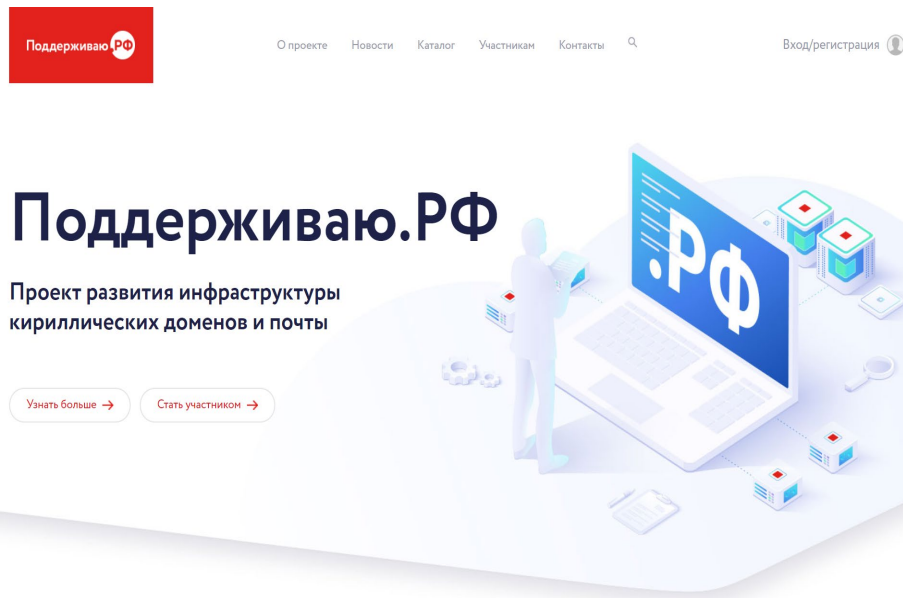 Поддерживаю.РФ
О проекте
Новости
Каталог
Участникам
Контакты
Вход/регистрация
Поддерживаю.РФ
Проект развития инфраструктуры
кириллических доменов и почты
Узнать больше →
Стать участником →
.РФ